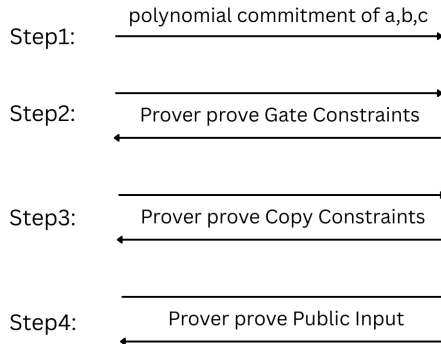 polynomial commitment of a,b,c
Step1:
Step2:
Prover prove Gate Constraints
Step3:
Prover prove Copy Constraints
Step4:
Prover prove Public Input